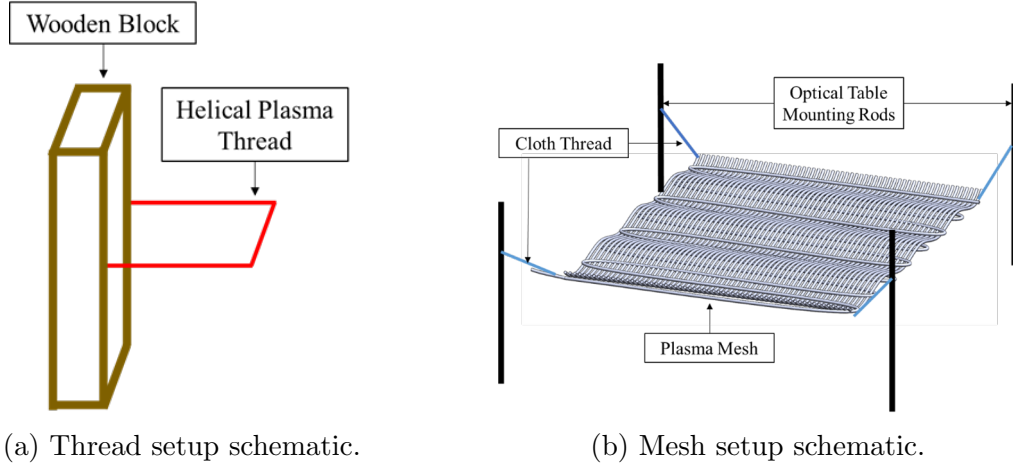 Wooden Block
Helical Plasma
Thread
Optical Table
Mounting Rods
Cloth Thread
Plasma Mesh
(a) Thread setup schematic.
(b) Mesh setup schematic.